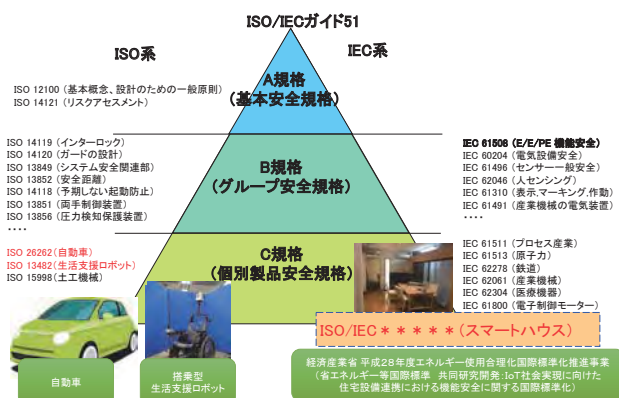 ISO/IECガイド51
ISO系
IEC系
A規格
(基本安全規格)
ISO 12100 (基本概念、設計のための一般原則)
ISO 14121 (リスクアセスメント)
ISO 14119 (インターロック)
ISO 14120 (ガードの設計)
ISO 13849 (システム安全関連部)
ISO 13852 (安全距離)
ISO 14118 (予期しない起動防止)
ISO 13851 (両手制御装置)
ISO 13856 (圧力検知保護装置)
‥‥
B規格
(グループ安全規格)
IEC 61508 (E/E/PE 機能安全)
IEC 60204 (電気設備安全)
IEC 61496 (センサー一般安全)
IEC 62046 (人センシング)
IEC 61310 (表示,マーキング,作動)
IEC 61491 (産業機械の電気装置)
‥‥
ISO 26262(自動車)
ISO 13482(生活支援ロボット)
ISO 15998(土工機械)
C規格
(個別製品安全規格)
IEC 61511 (プロセス産業)
IEC 61513 (原子力)
IEC 62278 (鉄道)
IEC 62061 (産業機械)
IEC 62304 (医療機器)
IEC 61800 (電子制御モーター)
ISO/IEC＊＊＊＊＊(スマートハウス)
自動車
搭乗型
生活支援ロボット
経済産業省 平成28年度エネルギー使用合理化国際標準化推進事業
(省エネルギー等国際標準 共同研究開発:IoT社会実現に向けた
住宅設備連携における機能安全に関する国際標準化)